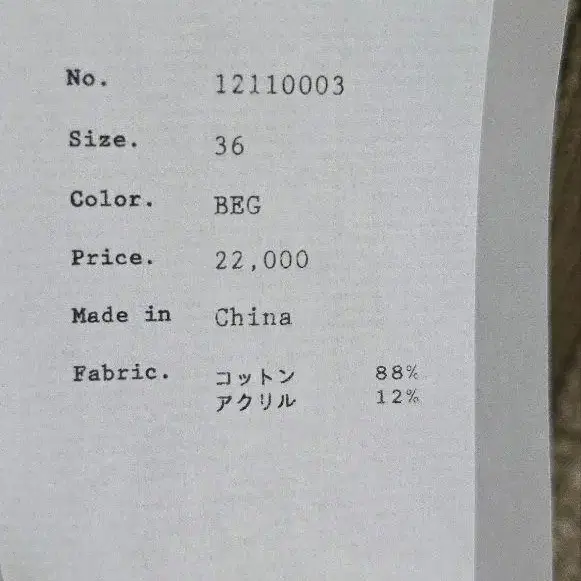 No. 12110003
Size. 36
Color. BEG
Price. 22,000
Made in China
Fabric. コットン 88%
アクリル 12%